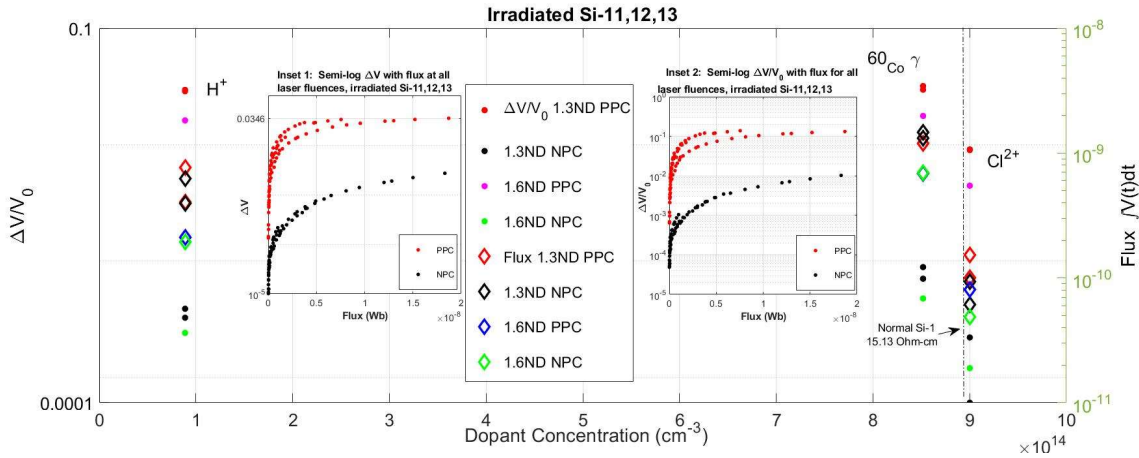 Irradiated Si-11,12,13
0.1
10^-8
H^+
Inset 1: Semi-log ΔV with flux at all
laser fluences, irradiated Si-11,12,13
0.0346
ΔV
10^-5
0
0.5
1
1.5
2
Flux (Wb)
×10^-8
PPC
NPC
ΔV/V_0 1.3ND PPC
1.3ND NPC
1.6ND PPC
1.6ND NPC
Flux 1.3ND PPC
1.3ND NPC
1.6ND PPC
1.6ND NPC
Inset 2: Semi-log ΔV/V_0 with flux for all
laser fluences, irradiated Si-11,12,13
10^0
10^-1
10^-2
10^-3
10^-4
10^-5
ΔV/V_0
0
0.5
1
1.5
2
Flux (Wb)
×10^-8
PPC
NPC
60_Co γ
Cl^2+
Normal Si-1
15.13 Ohm-cm
ΔV/V_0
0.0001
10^-9
10^-10
10^-11
Flux ∫V(t)dt
0
1
2
3
4
5
6
7
8
9
10
Dopant Concentration (cm^-3)
×10^14